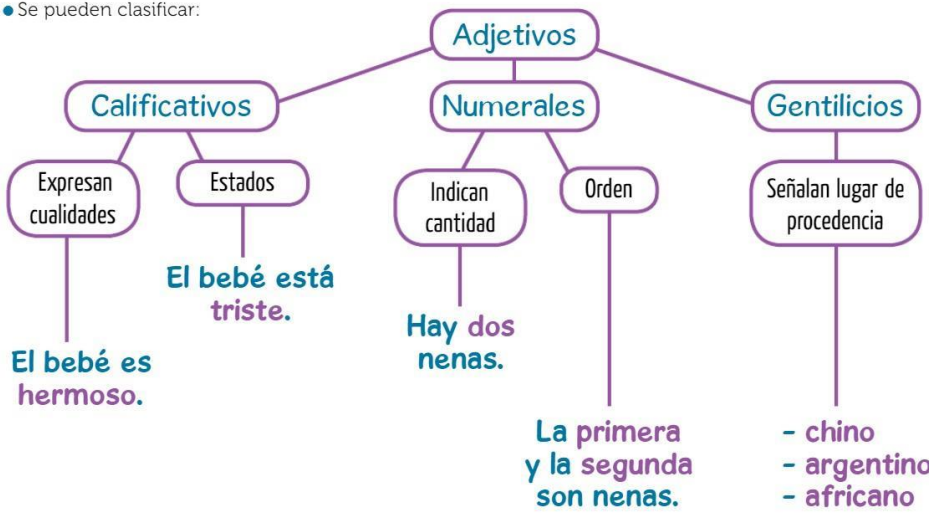 ● Se pueden clasificar:
Adjetivos
Calificativos
Numerales
Gentilicios
Expresan
cualidades
Estados
Indican
cantidad
Orden
Señalan lugar de
procedencia
El bebé está
triste.
El bebé es
hermoso.
Hay dos
nenas.
La primera
y la segunda
son nenas.
- chino
- argentino
- africano